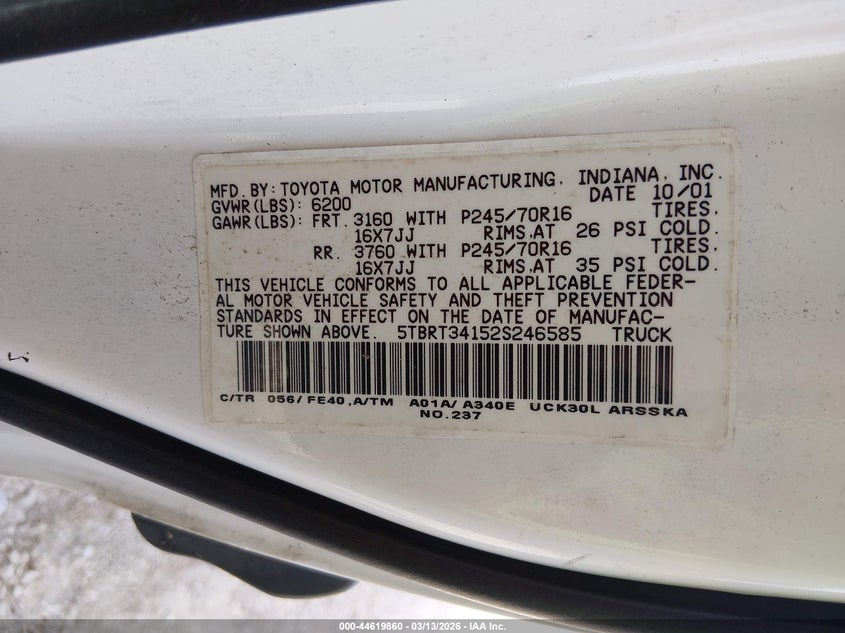 MFD. BY: TOYOTA MOTOR MANUFACTURING, INDIANA, INC.
GVWR(LBS): 6200 DATE 10/01
GAWR(LBS): FRT. 3160 WITH P245/70R16 TIRES,
16X7JJ RIMS,AT 26 PSI COLD.
RR. 3760 WITH P245/70R16 TIRES,
16X7JJ RIMS,AT 35 PSI COLD.
THIS VEHICLE CONFORMS TO ALL APPLICABLE FEDER-
AL MOTOR VEHICLE SAFETY AND THEFT PREVENTION
STANDARDS IN EFFECT ON THE DATE OF MANUFAC-
TURE SHOWN ABOVE. 5TBRT34152S246585 TRUCK
C/TR 056/FE40,A/TM A01A/A340E UCK30L ARSSKA
NO.237
000-44619860 - 03/13/2026 - IAA Inc.